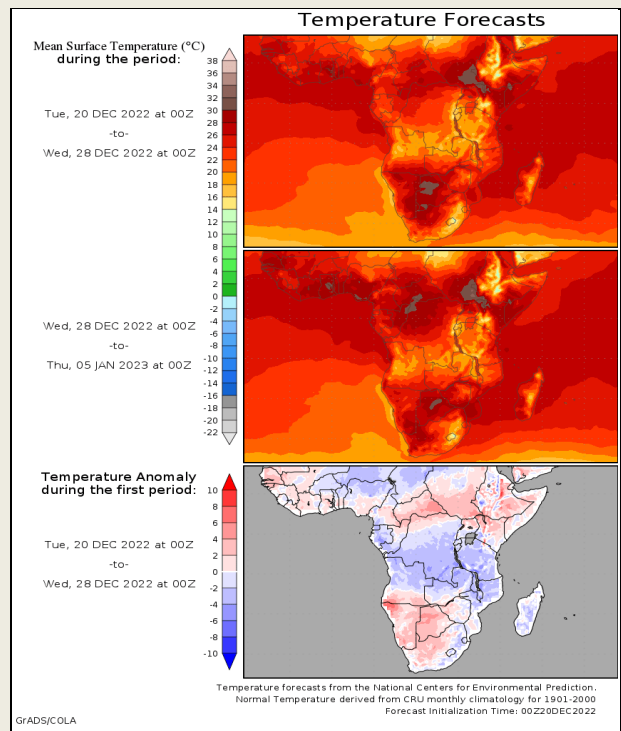 Temperature Forecasts
Mean Surface Temperature (°C)
during the period:
Tue, 20 DEC 2022 at 00Z
-to-
Wed, 28 DEC 2022 at 00Z
38
36
34
32
30
28
26
24
22
20
18
16
14
12
10
8
6
4
2
0
-2
-4
-6
-8
-10
-12
-14
-16
-18
-20
-22
Wed, 28 DEC 2022 at 00Z
-to-
Thu, 05 JAN 2023 at 00Z
Temperature Anomaly
during the first period:
Tue, 20 DEC 2022 at 00Z
-to-
Wed, 28 DEC 2022 at 00Z
10
8
6
4
2
0
-2
-4
-6
-8
-10
Temperature forecasts from the National Centers for Environmental Prediction.
Normal Temperature derived from CRU monthly climatology for 1901-2000
Forecast Initialization Time: 00Z20DEC2022
GrADS/COLA